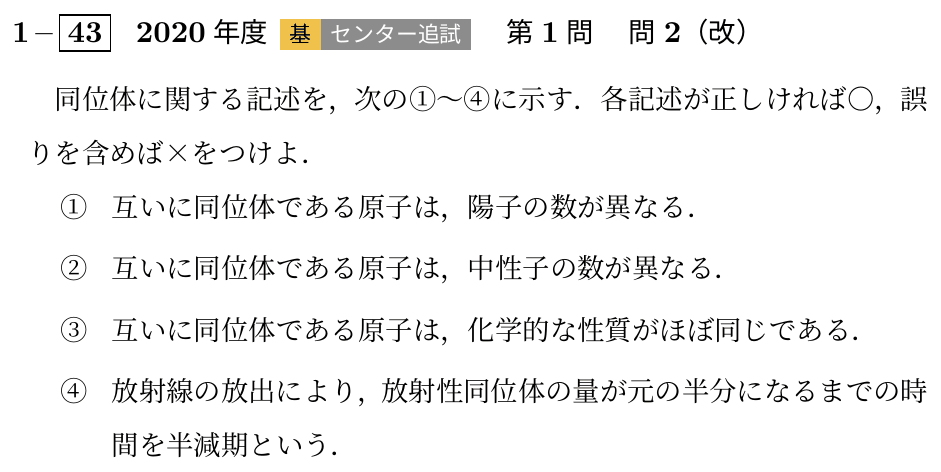 1-43 2020年度 基 センター追試 第1問 問2（改）
同位体に関する記述を，次の①～④に示す．各記述が正しければ○，誤
りを含めば×をつけよ．
① 互いに同位体である原子は，陽子の数が異なる．
② 互いに同位体である原子は，中性子の数が異なる．
③ 互いに同位体である原子は，化学的な性質がほぼ同じである．
④ 放射線の放出により，放射性同位体の量が元の半分になるまでの時
間を半減期という．